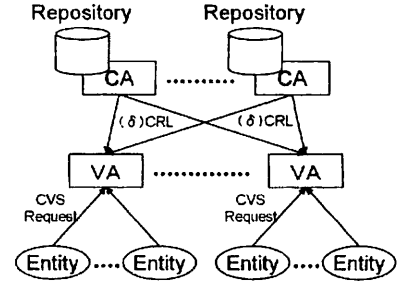 Repository Repository
CA CA
(δ)CRL (δ)CRL
VA VA
CVS Request CVS Request
Entity Entity Entity Entity